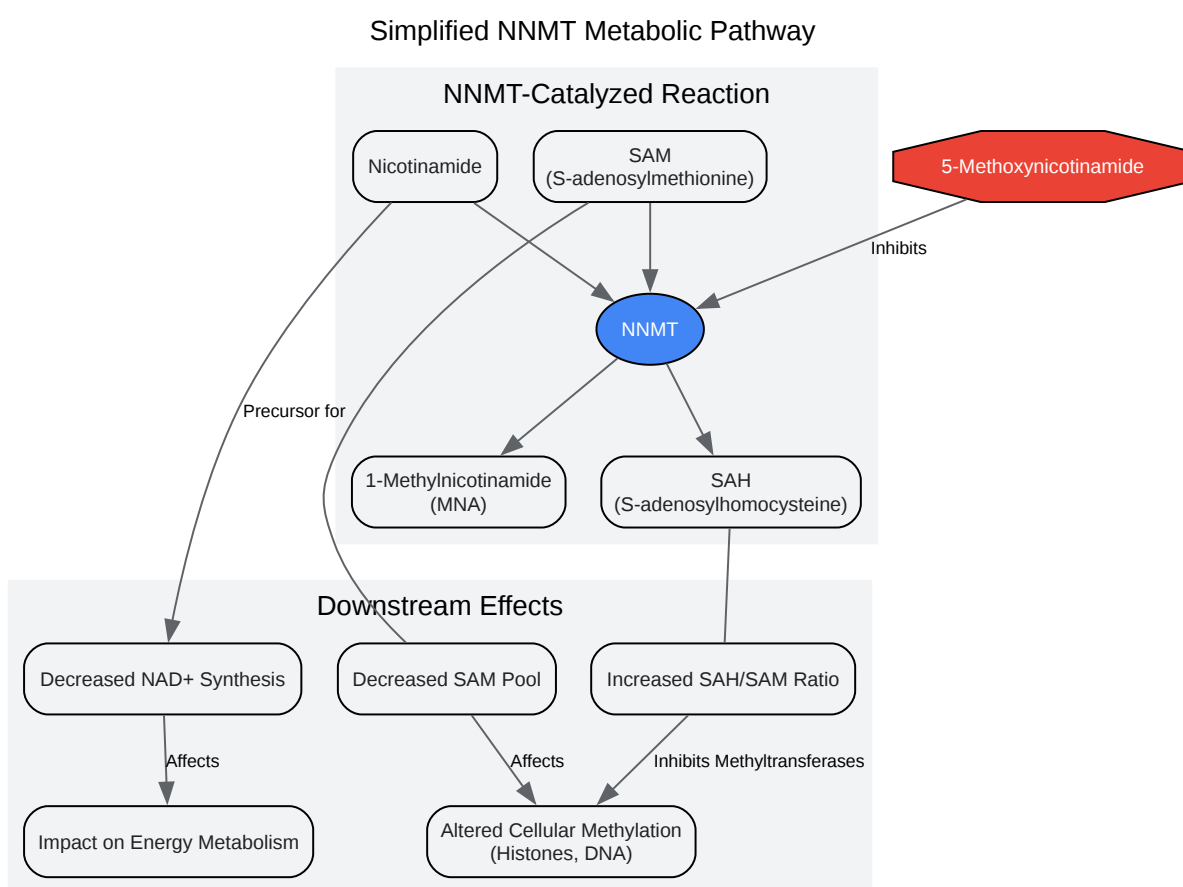 Simplified NNMT Metabolic Pathway
NNMT-Catalyzed Reaction
Nicotinamide
SAM
(S-adenosylmethionine)
5-Methoxynicotinamide
Inhibits
NNMT
Precursor for
1-Methylnicotinamide
(MNA)
SAH
(S-adenosylhomocysteine)
Downstream Effects
Decreased NAD+ Synthesis
Decreased SAM Pool
Increased SAH/SAM Ratio
Affects
Affects
Inhibits Methyltransferases
Impact on Energy Metabolism
Altered Cellular Methylation
(Histones, DNA)